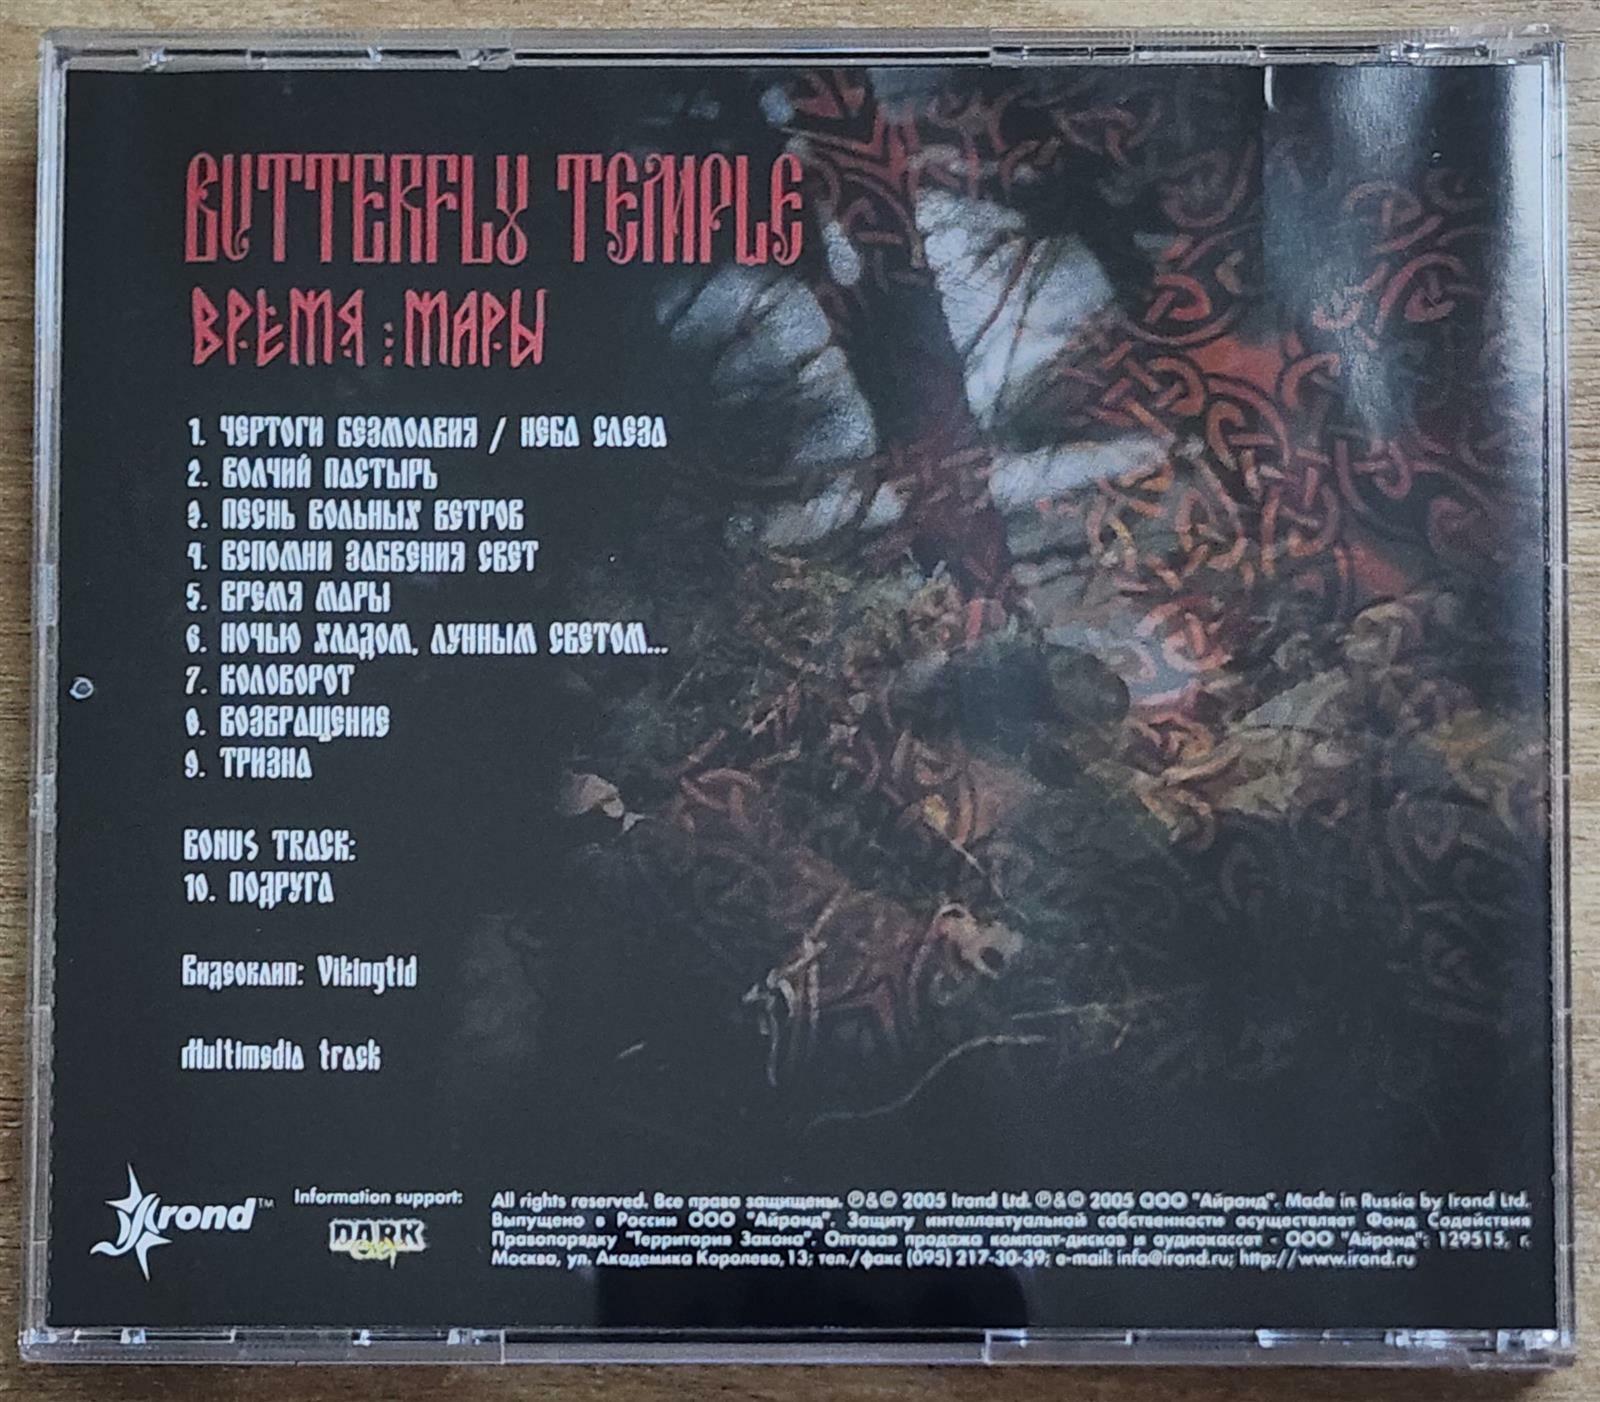 BUTTERFLY TEMPLE
ВРЕМЯ МАРЫ
1. ЧЕРТОГИ БЕЗМОЛВИЯ / НЕБА СЛЕЗА
2. ВОЛЧИЙ ПАСТЫРЬ
3. ПЕСНЬ ВОЛЬНЫХ ВЕТРОВ
4. ВСПОМНИ ЗАБВЕНИЯ СВЕТ
5. ВРЕМЯ МАРЫ
6. НОЧЬЮ ХЛАДОМ, ЛУННЫМ СВЕТОМ...
7. КОЛОВОРОТ
8. ВОЗВРАЩЕНИЕ
9. ТРИЗНА
BONUS TRACK:
10. ПОДРУГА
Видеоклип: Vikingtid
Multimedia track
Irond™
Information support:
DARK City
All rights reserved. Все права защищены. ℗&© 2005 Irond Ltd. ℗&© 2005 ООО "Айронд". Made in Russia by Irond Ltd.
Выпущено в России ООО "Айронд". Защиту интеллектуальной собственности осуществляет Фонд Содействия
Правопорядку "Территория Закона". Оптовая продажа компакт-дисков и аудиокассет - ООО "Айронд": 129515, г.
Москва, ул. Академика Королева, 13; тел./факс (095) 217-30-39; e-mail: info@irond.ru; http://www.irond.ru